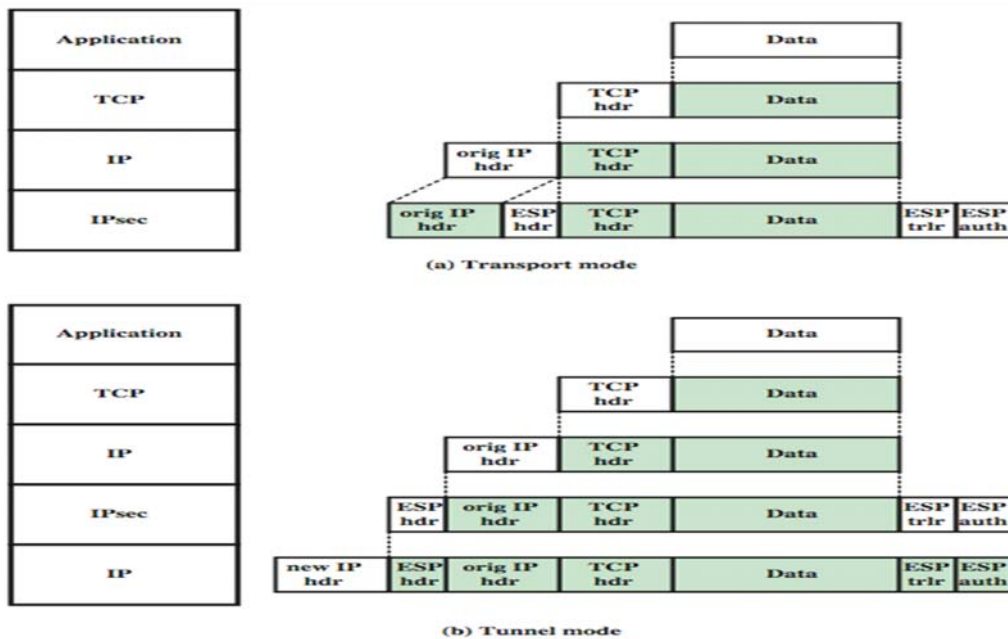 Application
Data
TCP
TCP
hdr
Data
IP
orig IP
hdr
TCP
hdr
Data
IPsec
orig IP
hdr
ESP
hdr
TCP
hdr
Data
ESP
trlr
ESP
auth
(a) Transport mode
Application
Data
TCP
TCP
hdr
Data
IP
orig IP
hdr
TCP
hdr
Data
IPsec
ESP
hdr
orig IP
hdr
TCP
hdr
Data
ESP
trlr
ESP
auth
IP
new IP
hdr
ESP
hdr
orig IP
hdr
TCP
hdr
Data
ESP
trlr
ESP
auth
(b) Tunnel mode